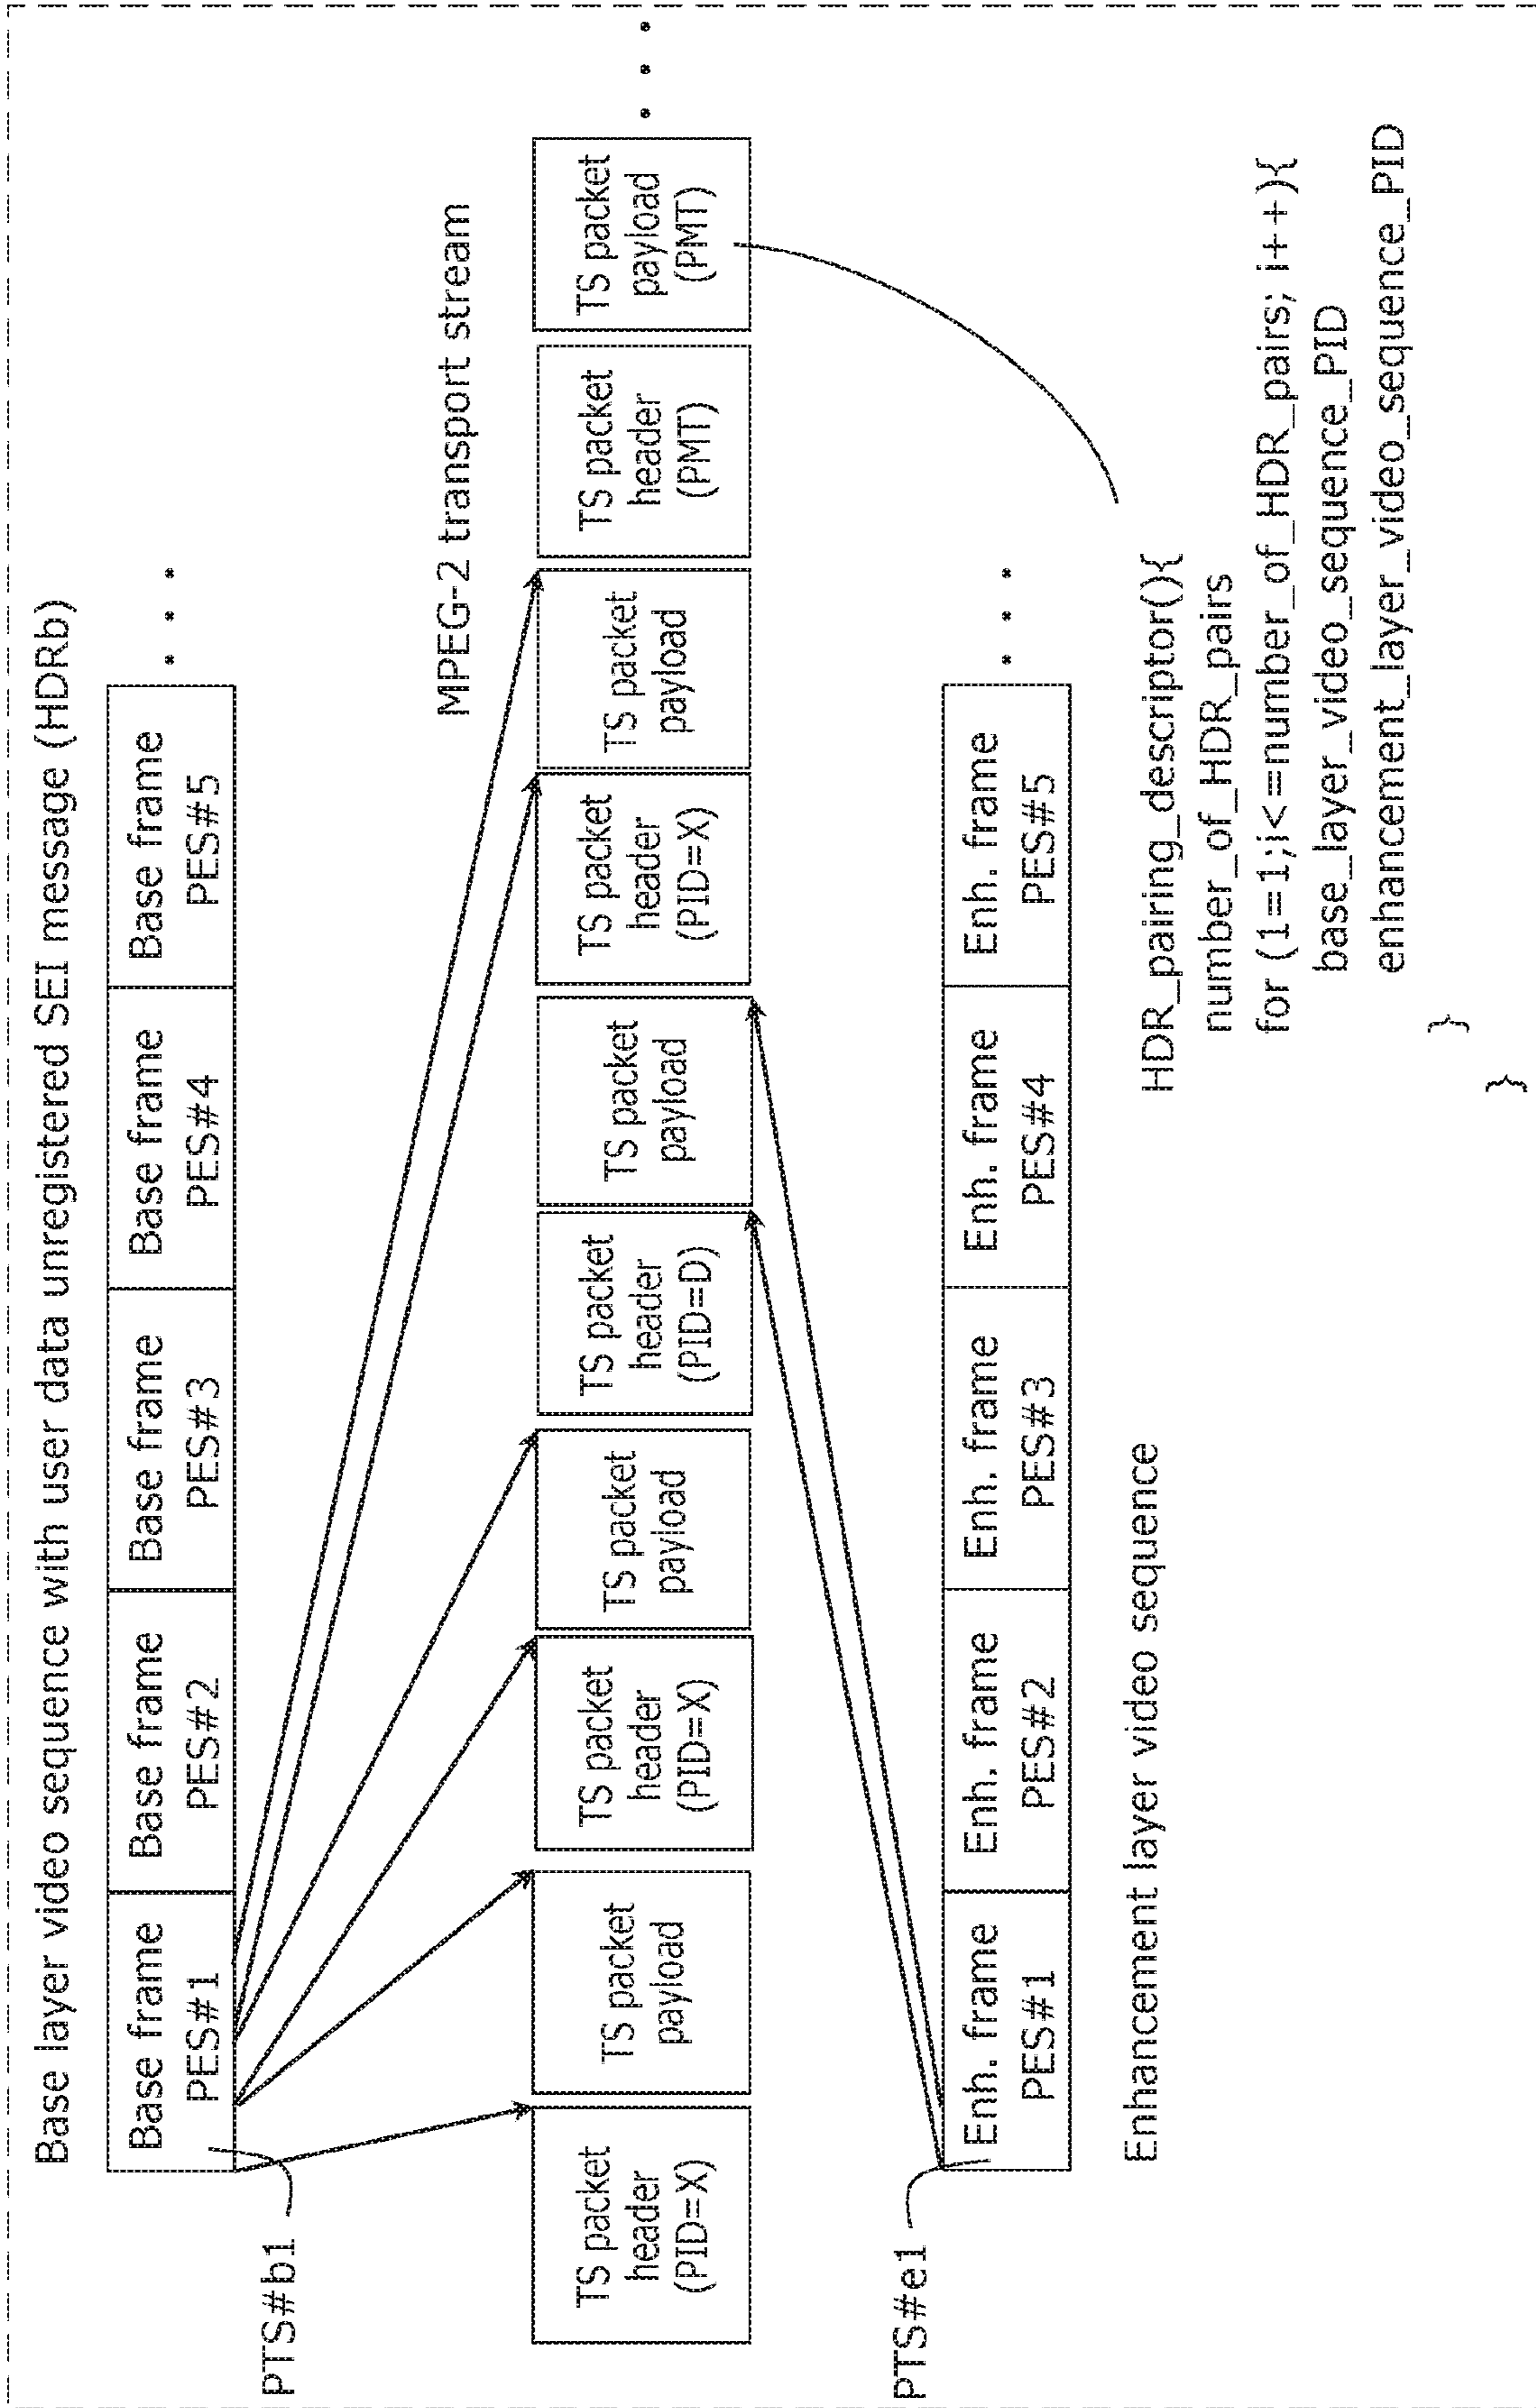 Base layer video sequence with user data unregistered SEI message (HDRb)
Base frame
PES#1
Base frame
PES#2
Base frame
PES#3
Base frame
PES#4
Base frame
PES#5
PTS#b1
MPEG-2 transport stream
TS packet
header
(PID=X)
TS packet
payload
TS packet
header
(PID=X)
TS packet
payload
TS packet
header
(PID=D)
TS packet
payload
TS packet
header
(PID=X)
TS packet
payload
TS packet
header
(PMT)
TS packet
payload
(PMT)
PTS#e1
Enh. frame
PES#1
Enh. frame
PES#2
Enh. frame
PES#3
Enh. frame
PES#4
Enh. frame
PES#5
Enhancement layer video sequence
HDR_pairing_descriptor(){
number_of_HDR_pairs
for (1=1;i<=number_of_HDR_pairs; i++){
base_layer_video_sequence_PID
enhancement_layer_video_sequence_PID
}
}